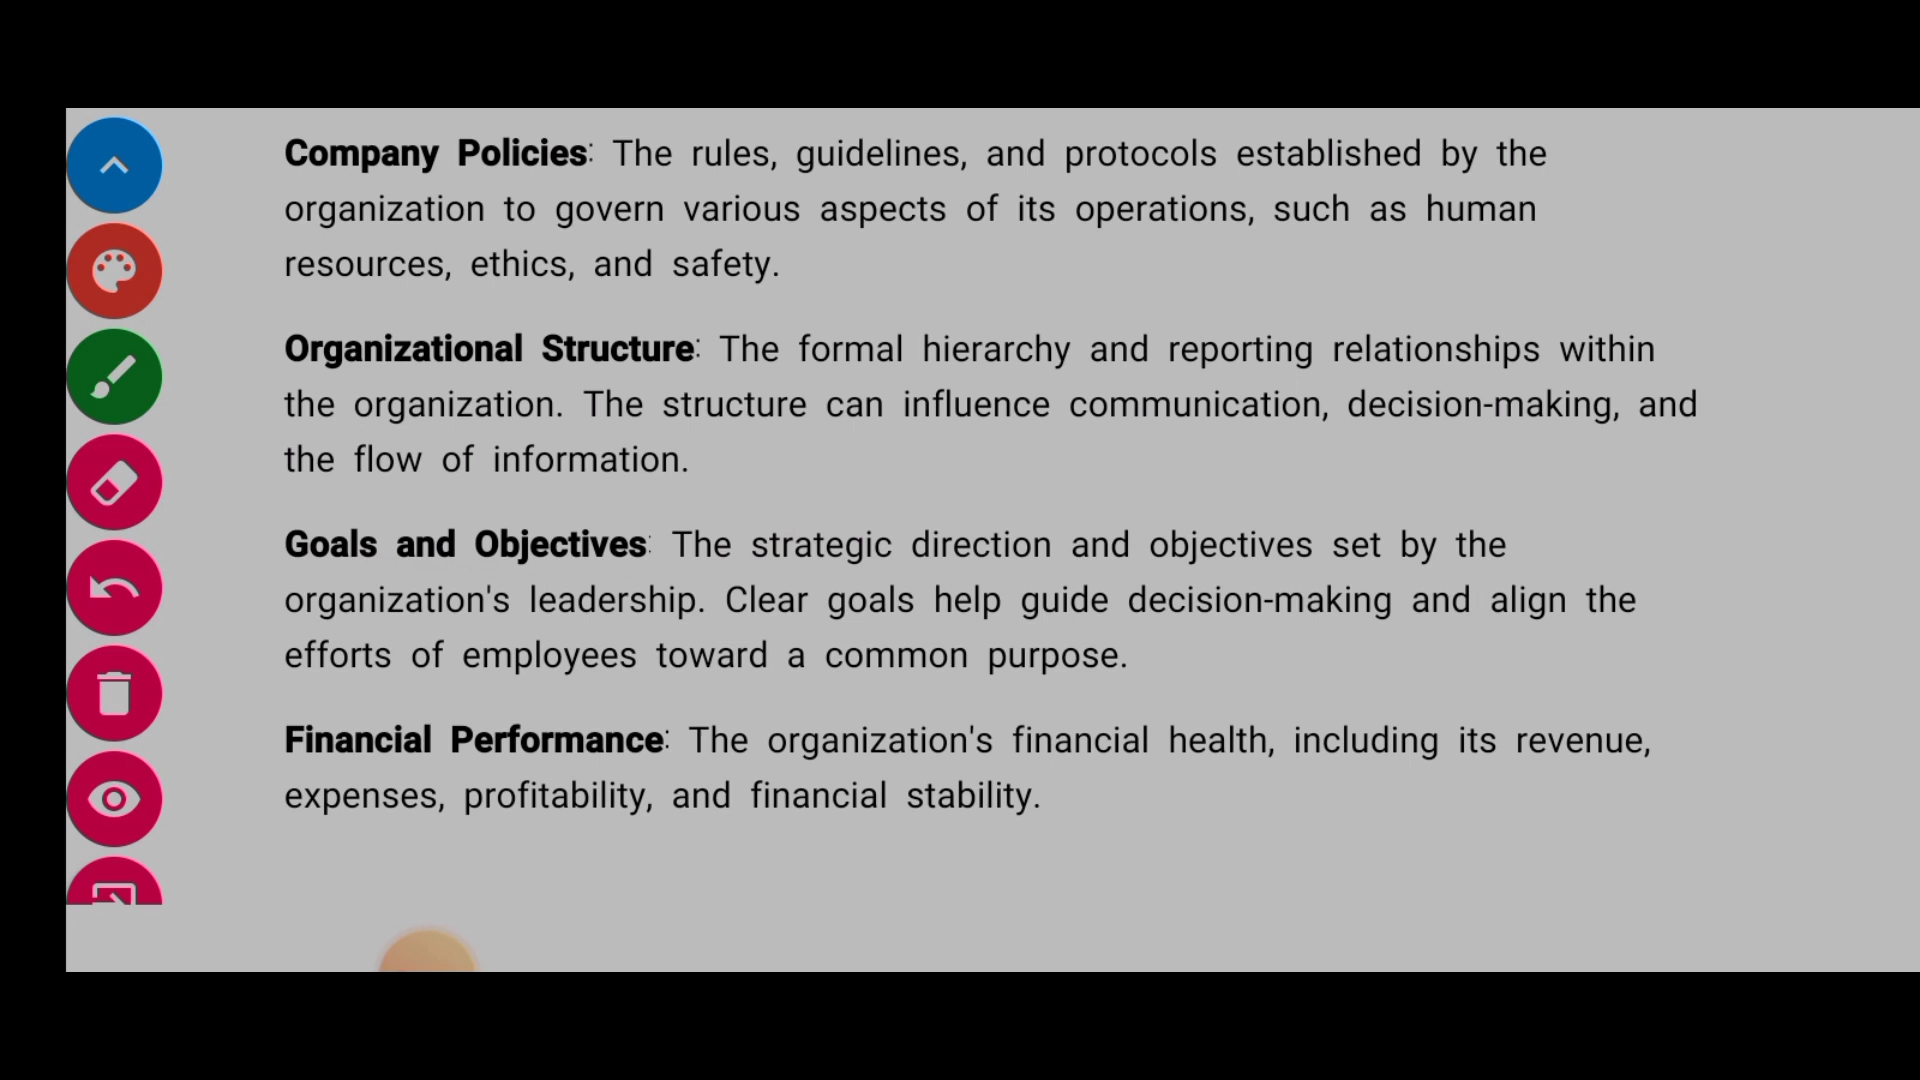 Company Policies: The rules, guidelines, and protocols established by the
organization to govern various aspects of its operations, such as human
resources, ethics, and safety.
Organizational Structure: The formal hierarchy and reporting relationships within
the organization. The structure can influence communication, decision-making, and
the flow of information.
Goals and Objectives: The strategic direction and objectives set by the
organization's leadership. Clear goals help guide decision-making and align the
efforts of employees toward a common purpose.
Financial Performance: The organization's financial health, including its revenue,
expenses, profitability, and financial stability.